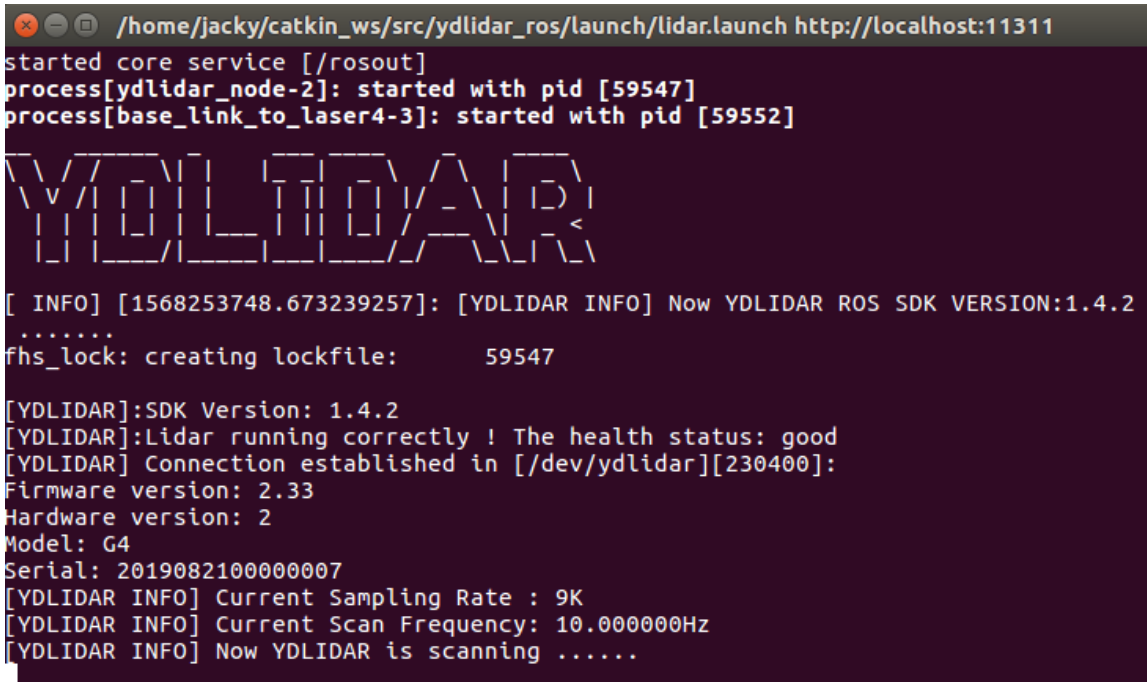 /home/jacky/catkin_ws/src/ydlidar_ros/launch/lidar.launch http://localhost:11311
started core service [/rosout]
process[ydlidar_node-2]: started with pid [59547]
process[base_link_to_laser4-3]: started with pid [59552]
YDLIDAR
[ INFO] [1568253748.673239257]: [YDLIDAR INFO] Now YDLIDAR ROS SDK VERSION:1.4.2
.......
fhs_lock: creating lockfile:      59547
[YDLIDAR]:SDK Version: 1.4.2
[YDLIDAR]:Lidar running correctly ! The health status: good
[YDLIDAR] Connection established in [/dev/ydlidar][230400]:
Firmware version: 2.33
Hardware version: 2
Model: G4
Serial: 2019082100000007
[YDLIDAR INFO] Current Sampling Rate : 9K
[YDLIDAR INFO] Current Scan Frequency: 10.000000Hz
[YDLIDAR INFO] Now YDLIDAR is scanning ......